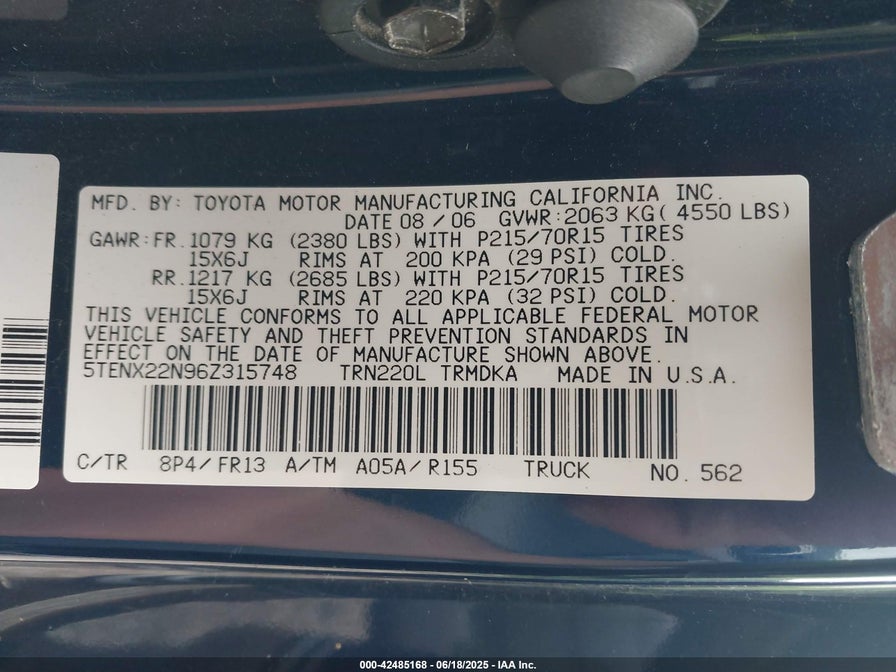 MFD. BY: TOYOTA MOTOR MANUFACTURING CALIFORNIA INC.
DATE 08 / 06 GVWR: 2063 KG ( 4550 LBS)
GAWR: FR. 1079 KG (2380 LBS) WITH P215/70R15 TIRES
15X6J RIMS AT 200 KPA (29 PSI) COLD.
RR. 1217 KG (2685 LBS) WITH P215/70R15 TIRES
15X6J RIMS AT 220 KPA (32 PSI) COLD.
THIS VEHICLE CONFORMS TO ALL APPLICABLE FEDERAL MOTOR
VEHICLE SAFETY AND THEFT PREVENTION STANDARDS IN
EFFECT ON THE DATE OF MANUFACTURE SHOWN ABOVE.
5TENX22N96Z315748 TRN220L TRMDKA MADE IN U.S.A.
C/TR 8P4/ FR13 A/TM A05A/ R155 TRUCK NO. 562
000-42485168 - 06/18/2025 - IAA Inc.